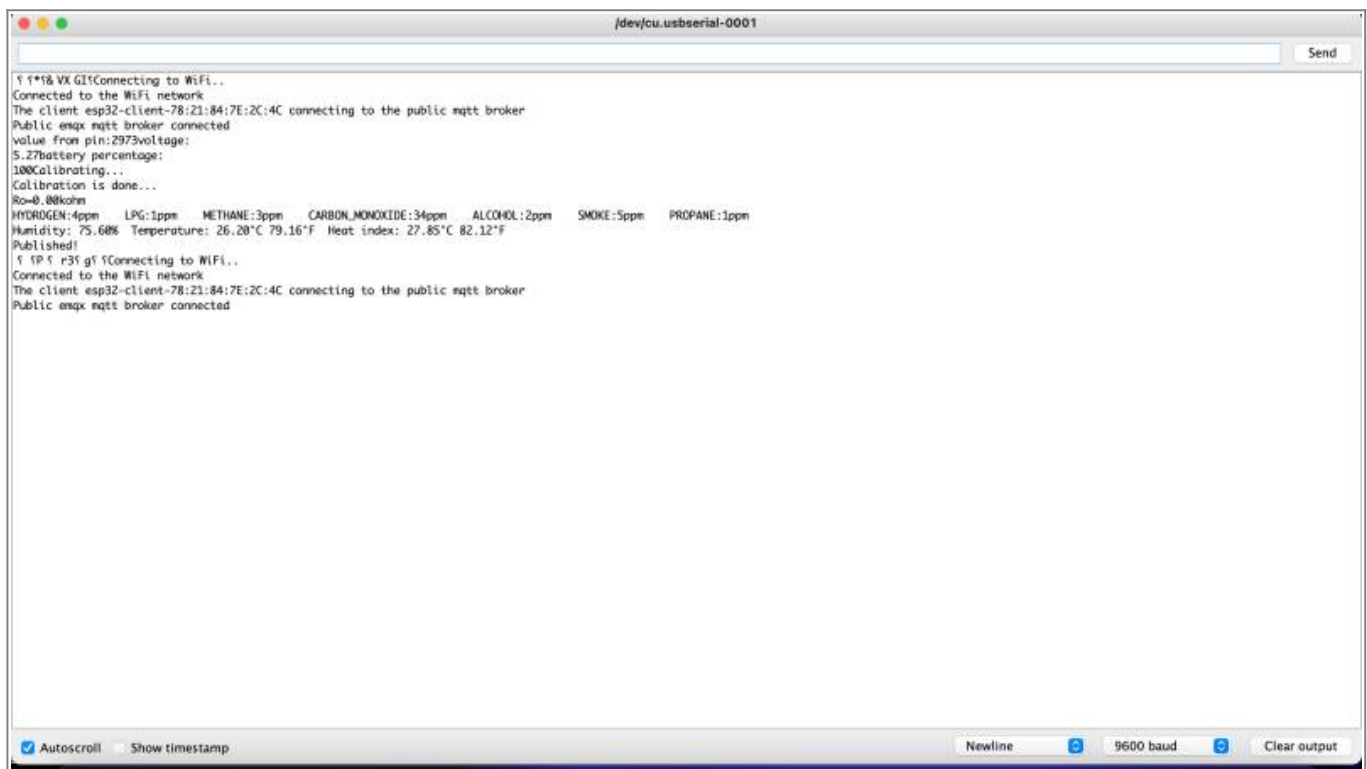 /dev/cu.usbserial-0001
Send
Connecting to WiFi..
Connected to the WiFi network
The client esp32-client-78:21:84:7E:2C:4C connecting to the public mqtt broker
Public emqx mqtt broker connected
value from pin:2973voltage:
5.27battery percentage:
100Calibrating...
Calibration is done...
Ro=0.00kohm
HYDROGEN:4ppm LPG:1ppm METHANE:3ppm CARBON_MONOXIDE:34ppm ALCOHOL:2ppm SMOKE:5ppm PROPANE:1ppm
Humidity: 75.60% Temperature: 26.20°C 79.16°F Heat index: 27.85°C 82.12°F
Published!
Connecting to WiFi..
Connected to the WiFi network
The client esp32-client-78:21:84:7E:2C:4C connecting to the public mqtt broker
Public emqx mqtt broker connected
Autoscroll Show timestamp Newline 9600 baud Clear output